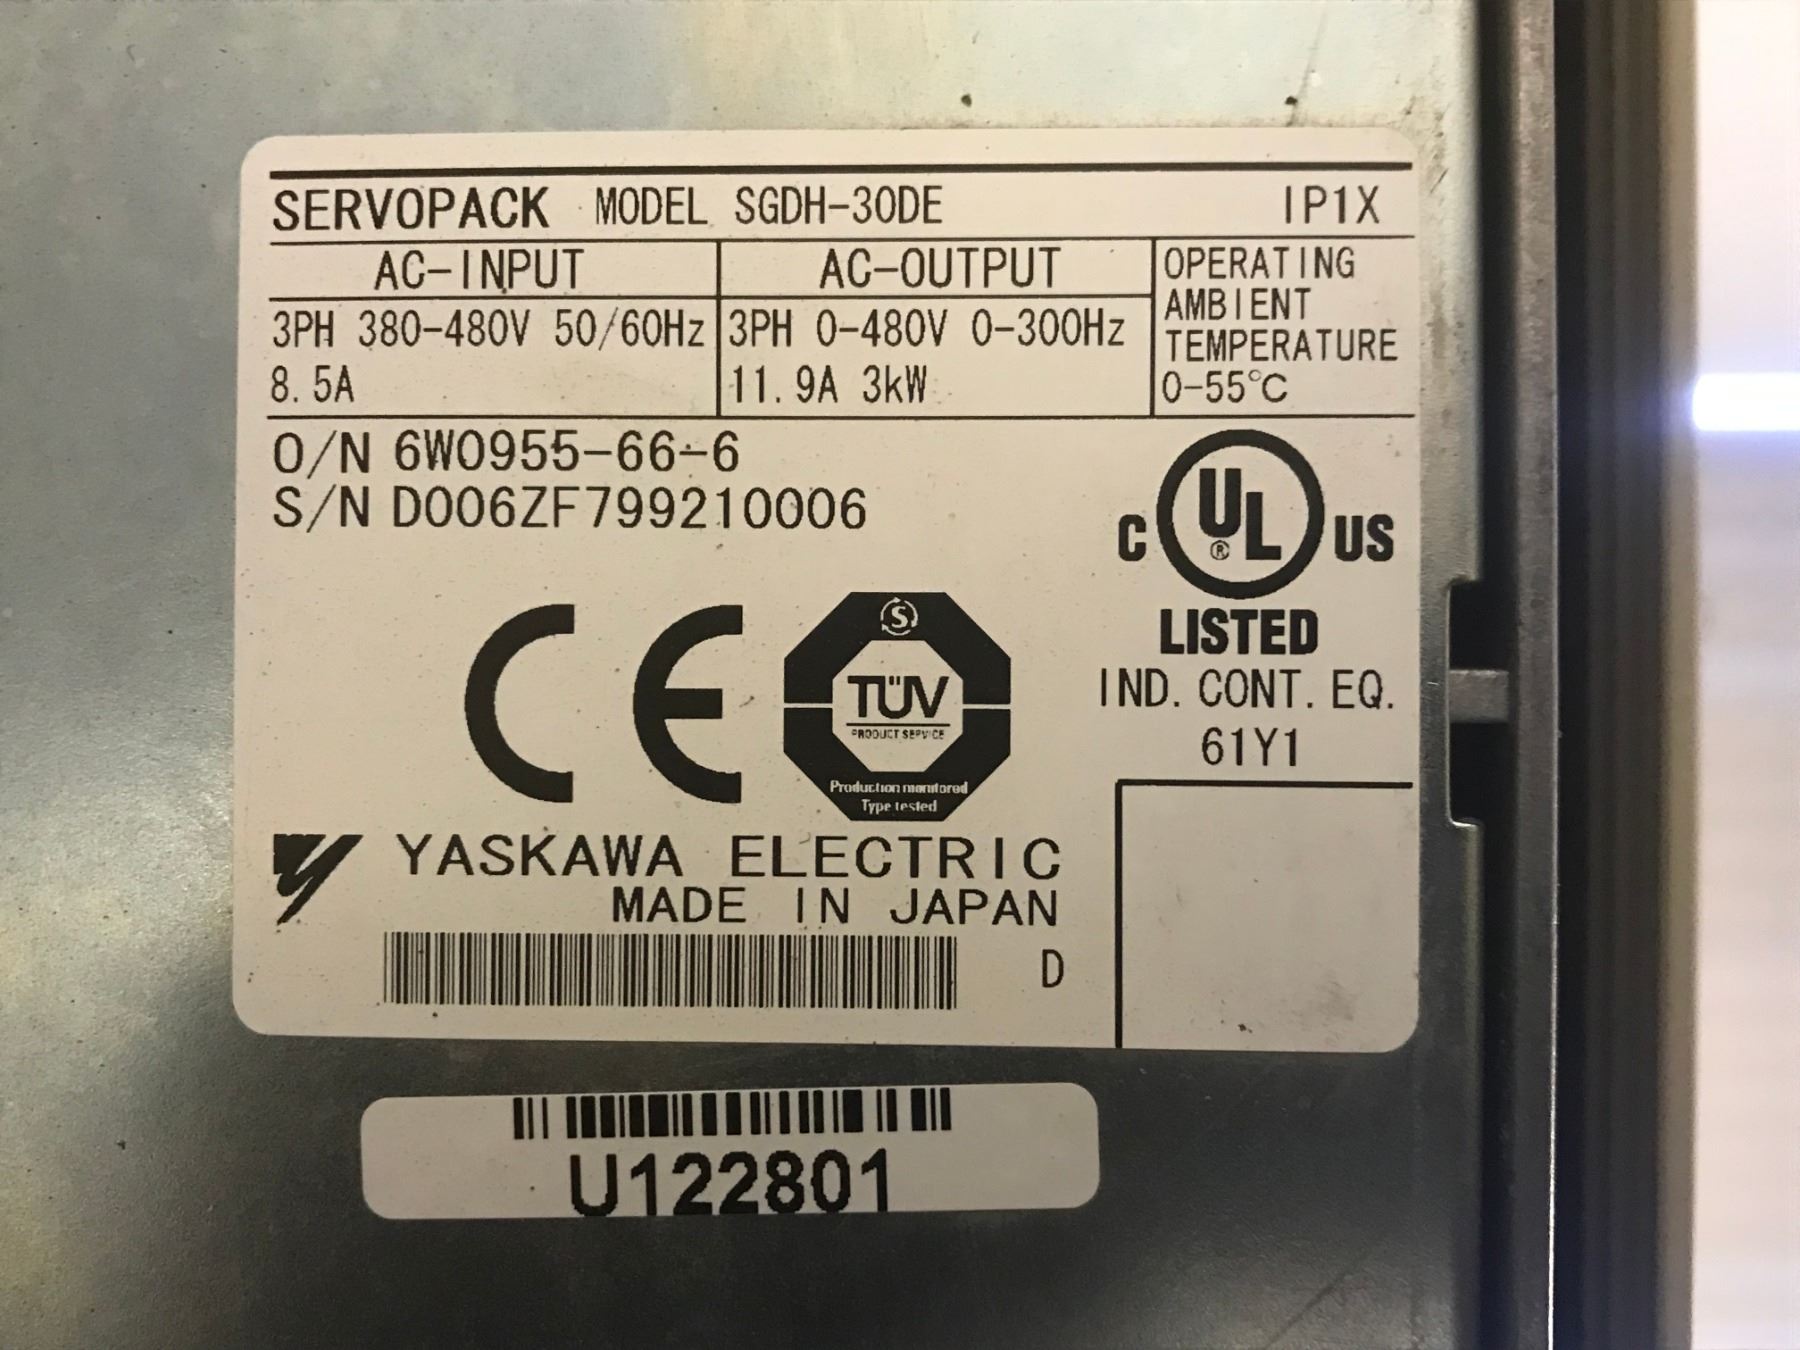 SERVOPACK MODEL SGDH-30DE IP1X
AC-INPUT AC-OUTPUT
3PH 380-480V 50/60Hz 3PH 0-480V 0-300Hz
8.5A 11.9A 3kW
OPERATING
AMBIENT
TEMPERATURE
0-55°C
O/N 6W0955-66-6
S/N D006ZF799210006
C UL ® US
LISTED
IND. CONT. EQ.
61Y1
CE
S
TÜV
PRODUCT SERVICE
Production monitored
Type tested
YASKAWA ELECTRIC
MADE IN JAPAN
D
U122801